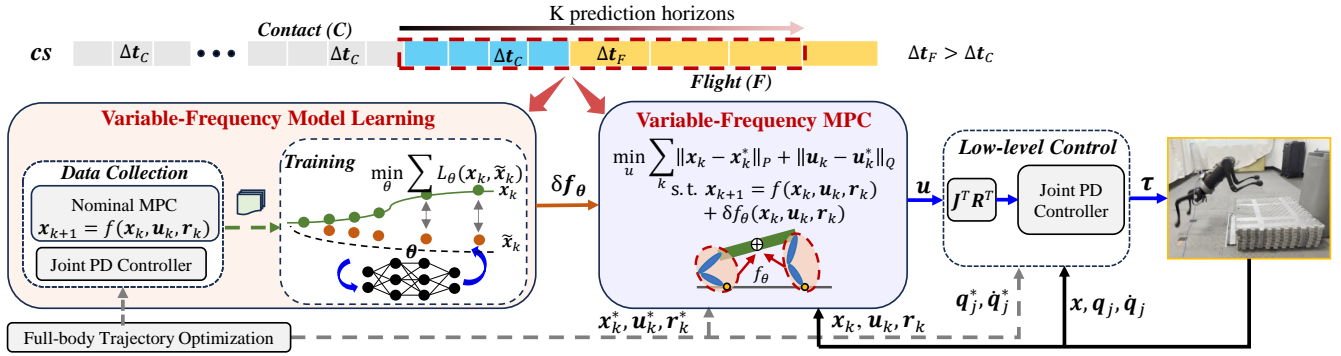 K prediction horizons
Contact (C)
cs
Δt_C
Δt_C
Δt_C
Δt_F
Δt_F > Δt_C
Flight (F)
Variable-Frequency Model Learning
Data Collection
Nominal MPC
x_{k+1} = f(x_k, u_k, r_k)
Joint PD Controller
Training
min_θ ∑ L_θ(x_k, x̃_k)
x_k
x̃_k
θ
δf_θ
Variable-Frequency MPC
min_u ∑_k ‖x_k − x_k^*‖_P + ‖u_k − u_k^*‖_Q
s.t. x_{k+1} = f(x_k, u_k, r_k)
+ δf_θ(x_k, u_k, r_k)
f_θ
u
Low-level Control
J^T R^T
Joint PD
Controller
τ
Full-body Trajectory Optimization
x_k^*, u_k^*, r_k^*
x_k, u_k, r_k
q_j^*, q̇_j^*
x, q_j, q̇_j